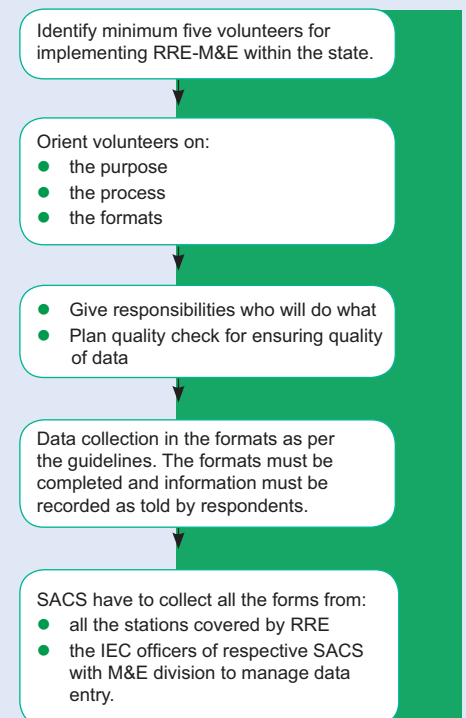 Identify minimum five volunteers for
implementing RRE-M&E within the state.
Orient volunteers on:
● the purpose
● the process
● the formats
● Give responsibilities who will do what
● Plan quality check for ensuring quality
of data
Data collection in the formats as per
the guidelines. The formats must be
completed and information must be
recorded as told by respondents.
SACS have to collect all the forms from:
● all the stations covered by RRE
● the IEC officers of respective SACS
with M&E division to manage data
entry.